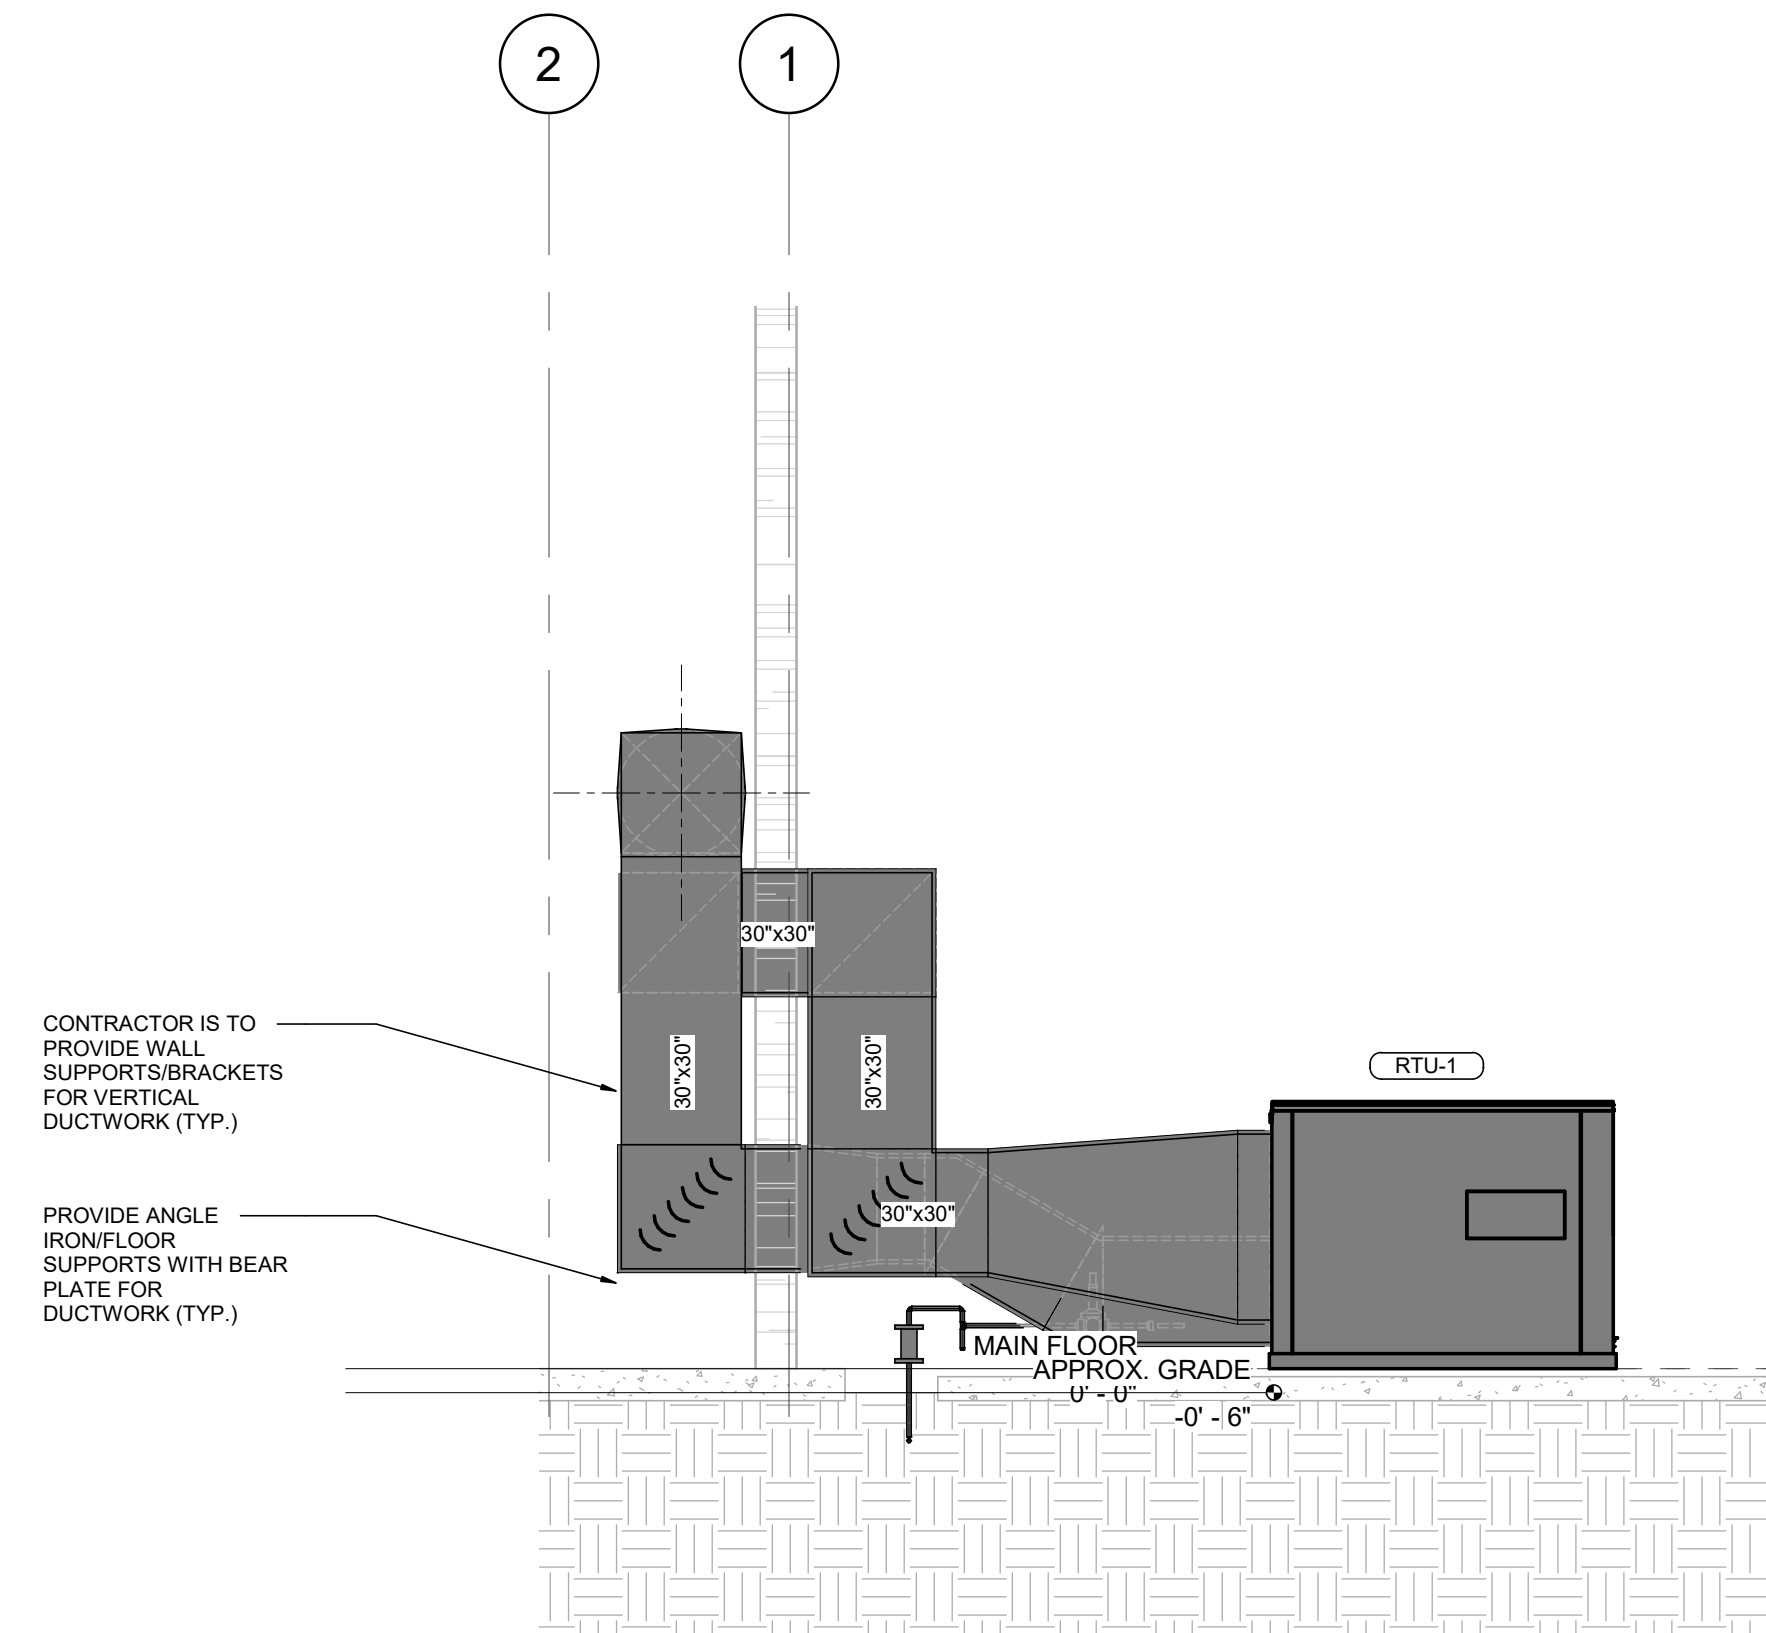 2
1
30"x30"
CONTRACTOR IS TO
PROVIDE WALL
SUPPORTS/BRACKETS
FOR VERTICAL
DUCTWORK (TYP.)
30"x30"
30"x30"
RTU-1
PROVIDE ANGLE
IRON/FLOOR
SUPPORTS WITH BEAR
PLATE FOR
DUCTWORK (TYP.)
30"x30"
MAIN FLOOR
APPROX. GRADE
0' - 0"
-0' - 6"